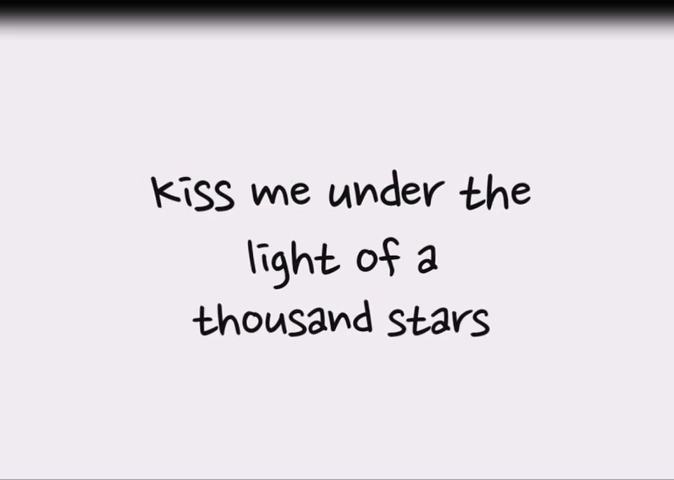 kiss me under the
light of a
thousand stars